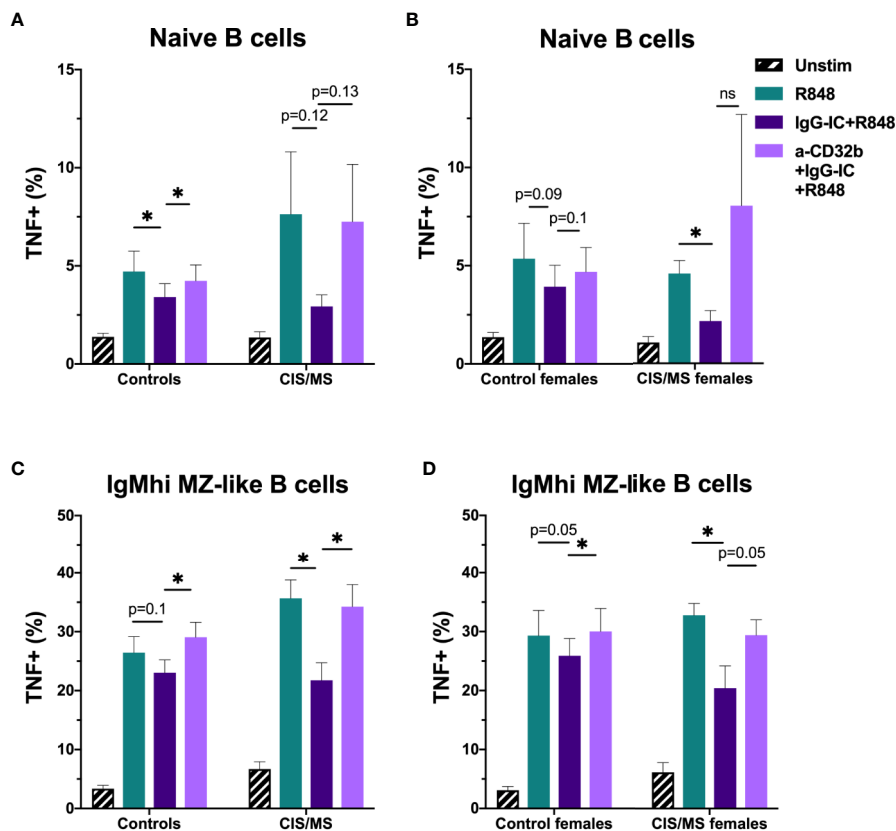 A
Naive B cells
TNF+ (%)
15
10
5
0
*
*
p=0.12
p=0.13
Controls
CIS/MS
B
Naive B cells
TNF+ (%)
15
10
5
0
p=0.09
p=0.1
*
ns
Control females
CIS/MS females
Unstim
R848
IgG-IC+R848
a-CD32b
+IgG-IC
+R848
C
IgMhi MZ-like B cells
TNF+ (%)
50
40
30
20
10
0
p=0.1
*
*
*
Controls
CIS/MS
D
IgMhi MZ-like B cells
TNF+ (%)
50
40
30
20
10
0
p=0.05
*
*
p=0.05
Control females
CIS/MS females